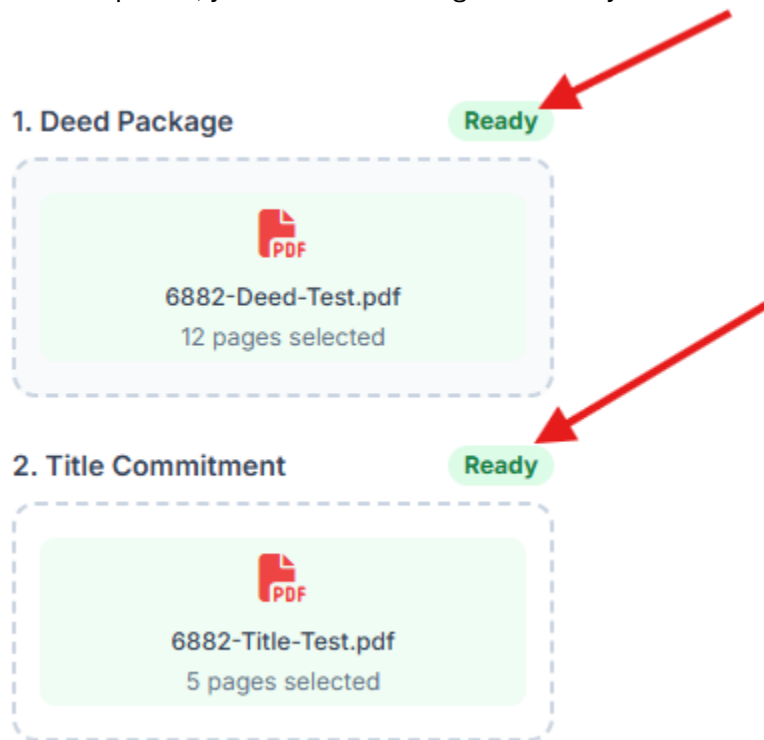 1. Deed Package
Ready
PDF
6882-Deed-Test.pdf
12 pages selected
2. Title Commitment
Ready
PDF
6882-Title-Test.pdf
5 pages selected